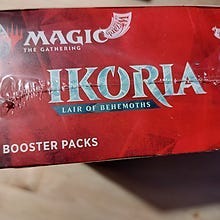 MAGIC
THE GATHERING
IKORIA
LAIR OF BEHEMOTHS
BOOSTER PACKS